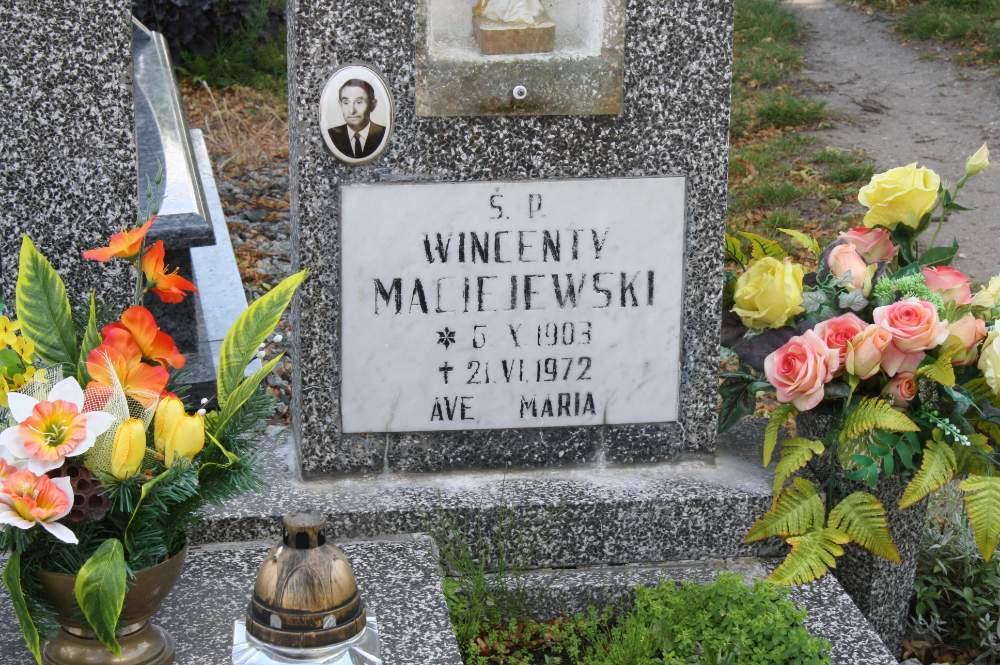 Ś. P.
WINCENTY
MACIEJEWSKI
* 5 X. 1903
† 21. VI. 1972
AVE MARIA